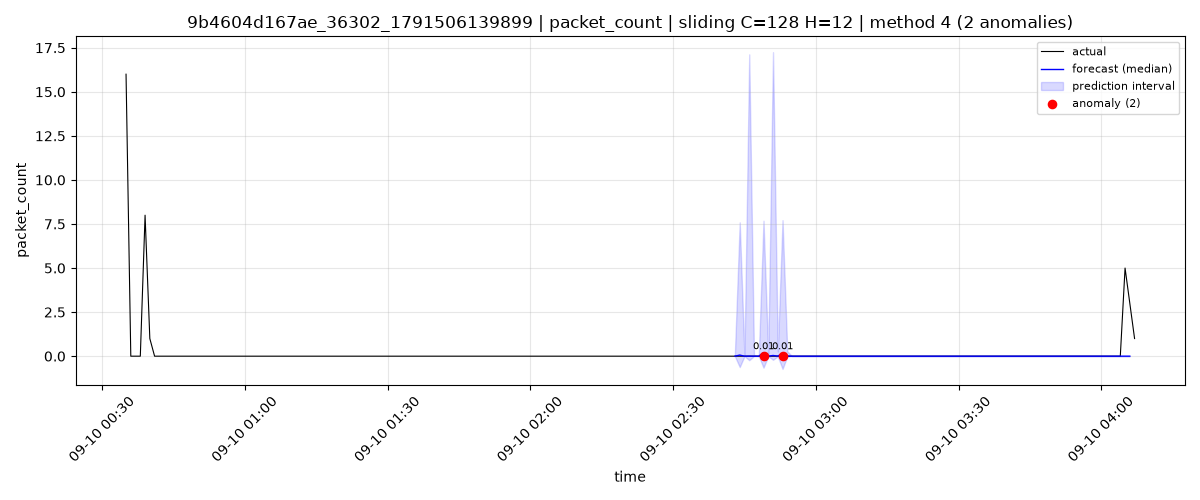 9b4604d167ae_36302_1791506139899 | packet_count | sliding C=128 H=12 | method 4 (2 anomalies)
packet_count
17.5
15.0
12.5
10.0
7.5
5.0
2.5
0.0
actual
forecast (median)
prediction interval
anomaly (2)
0.01
0.01
09-10 00:30
09-10 01:00
09-10 01:30
09-10 02:00
09-10 02:30
09-10 03:00
09-10 03:30
09-10 04:00
time